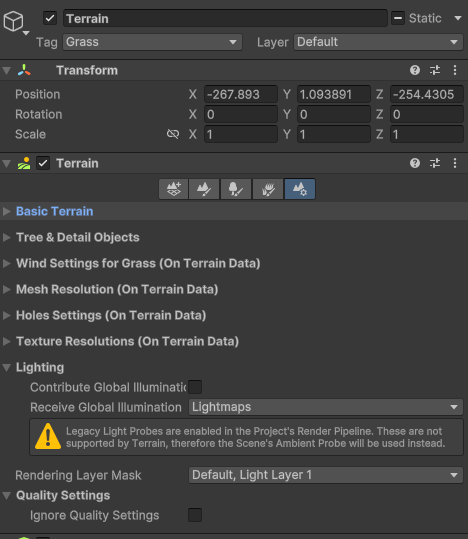 Terrain
Static
Tag Grass Layer Default
Transform
Position X -267.893 Y 1.093891 Z -254.4305
Rotation X 0 Y 0 Z 0
Scale X 1 Y 1 Z 1
Terrain
Basic Terrain
Tree & Detail Objects
Wind Settings for Grass (On Terrain Data)
Mesh Resolution (On Terrain Data)
Holes Settings (On Terrain Data)
Texture Resolutions (On Terrain Data)
Lighting
Contribute Global Illuminatic
Receive Global Illumination Lightmaps
Legacy Light Probes are enabled in the Project's Render Pipeline. These are not
supported by Terrain, therefore the Scene's Ambient Probe will be used instead.
Rendering Layer Mask Default, Light Layer 1
Quality Settings
Ignore Quality Settings